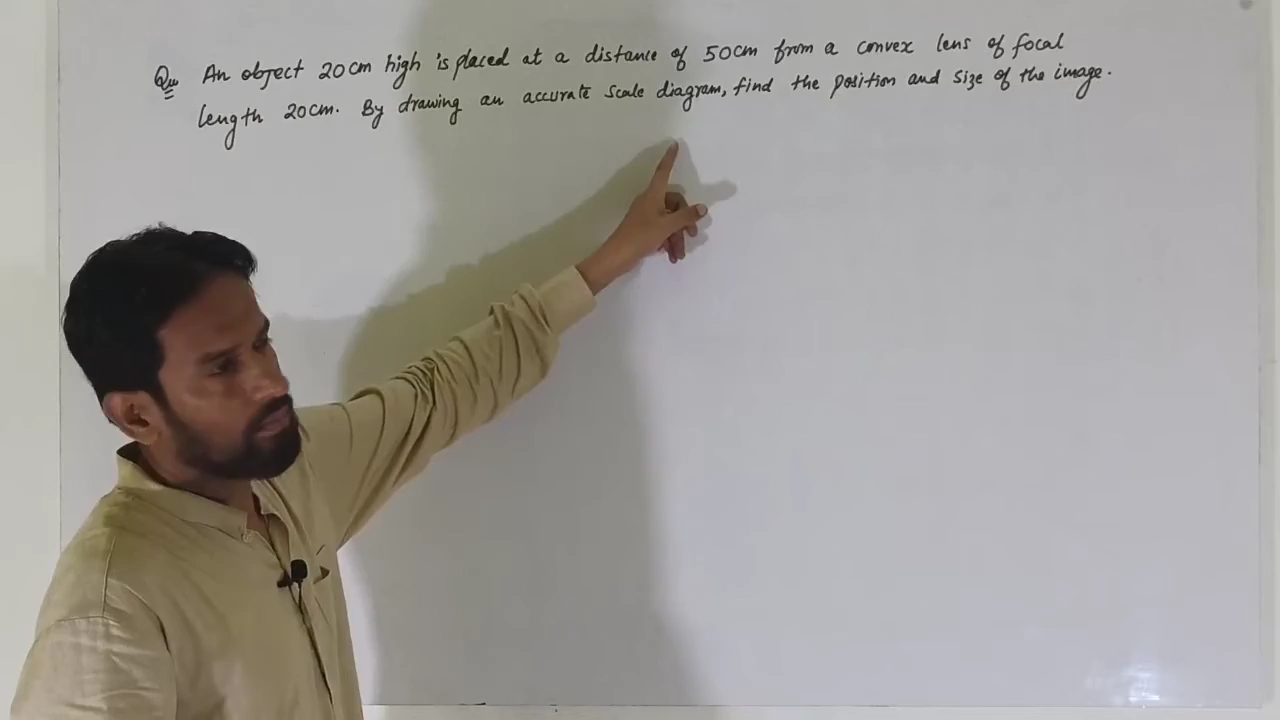 Qu An object 20cm high is placed at a distance of 50cm from a convex lens of focal
length 20cm. By drawing an accurate scale diagram, find the position and size of the image.